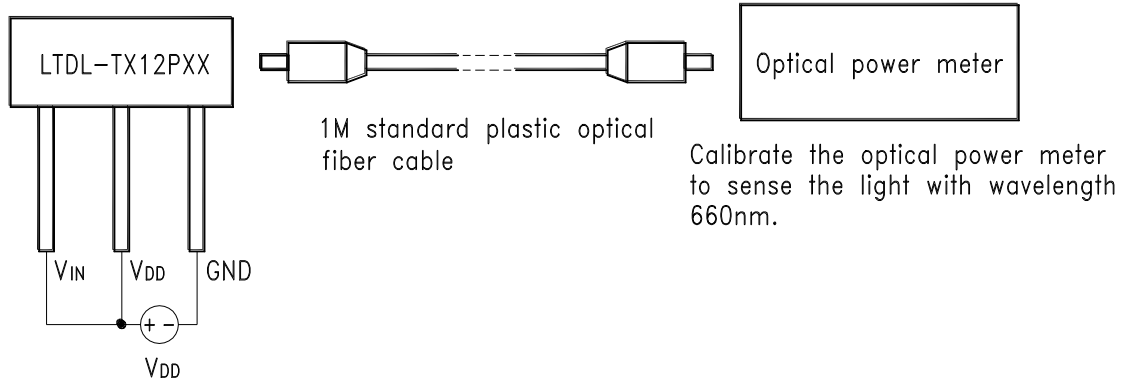 LTDL-TX12PXX
Optical power meter
1M standard plastic optical
fiber cable
Calibrate the optical power meter
to sense the light with wavelength
660nm.
VIN VDD GND
+ -
VDD